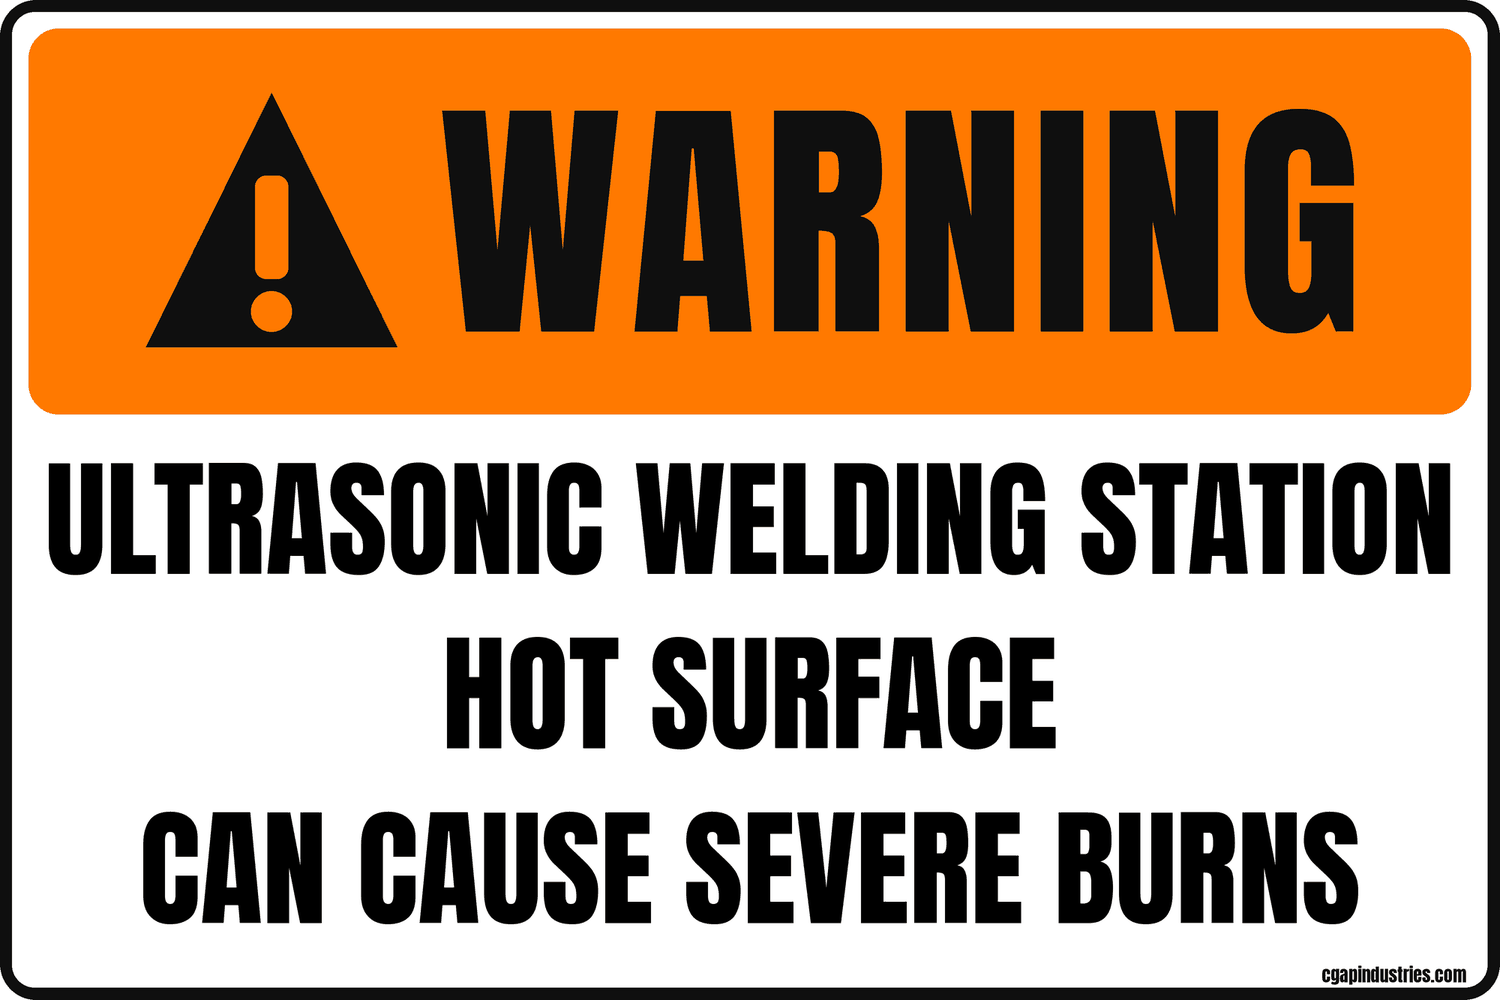 WARNING
ULTRASONIC WELDING STATION
HOT SURFACE
CAN CAUSE SEVERE BURNS
cgapindustries.com